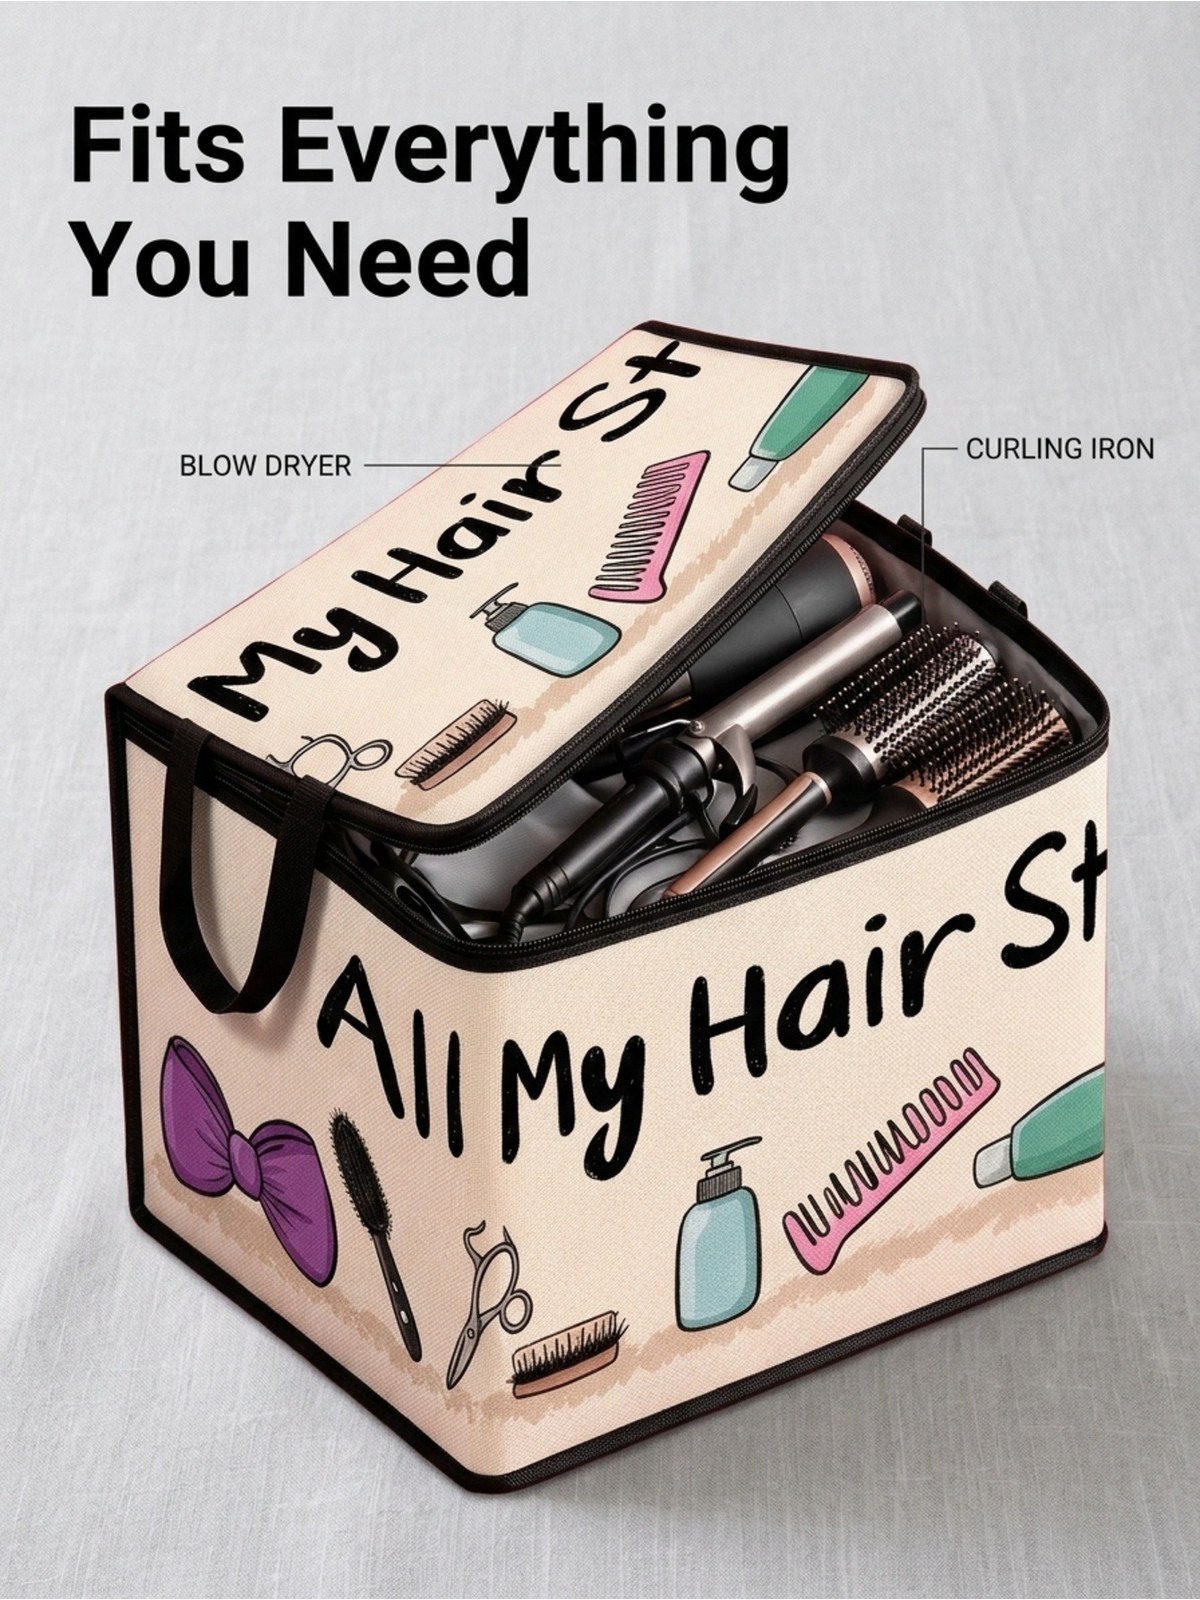 Fits Everything
You Need
BLOW DRYER
CURLING IRON
My Hair St
All My Hair St